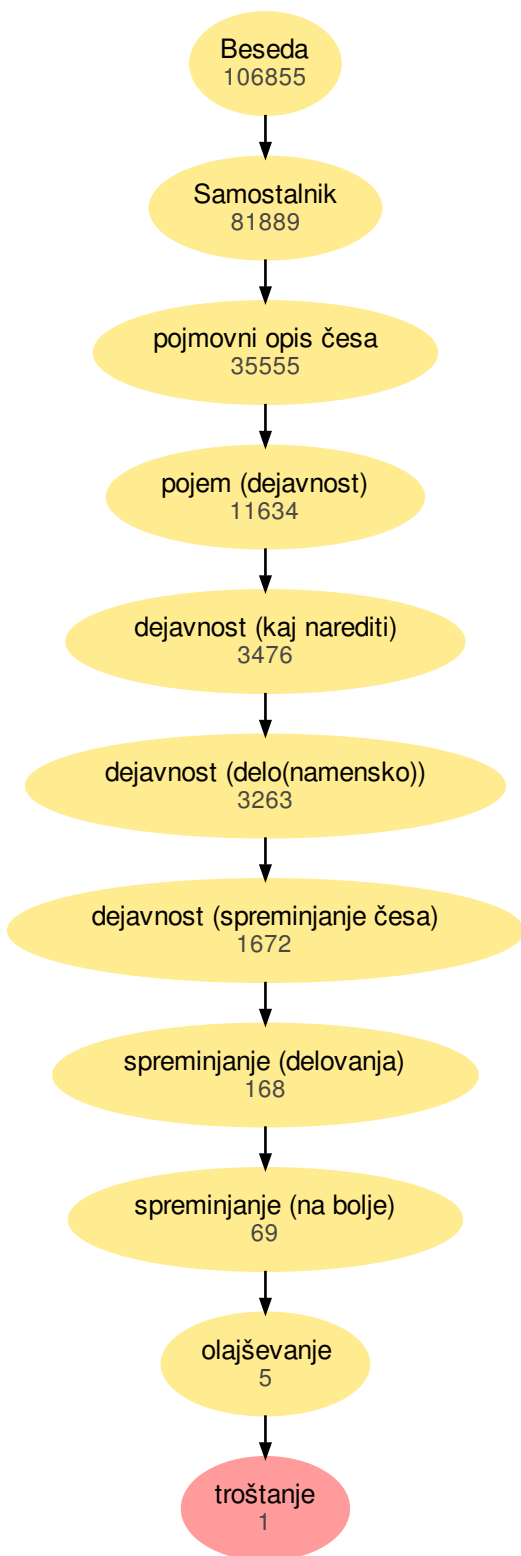 Beseda
106855
Samostalnik
81889
pojmovni opis česa
35555
pojem (dejavnost)
11634
dejavnost (kaj narediti)
3476
dejavnost (delo(namensko))
3263
dejavnost (spreminjanje česa)
1672
spreminjanje (delovanja)
168
spreminjanje (na bolje)
69
olajševanje
5
troštanje
1